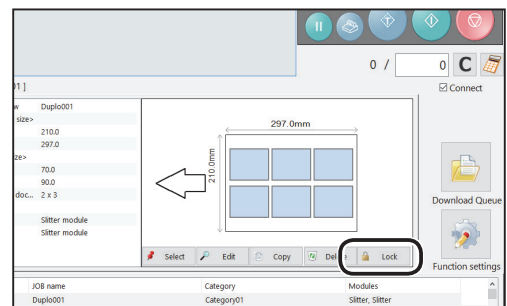 T
0 / 0 C
01 ]
Connect
w Duplo001
size>
210.0
297.0
ze>
70.0
90.0
doc... 2 x 3
Slitter module
Slitter module
297.0mm
210.0mm
Download Queue
Select Edit Copy Lock
Function settings
JOB name Category Modules
Duplo001 Category01 Slitter, Slitter